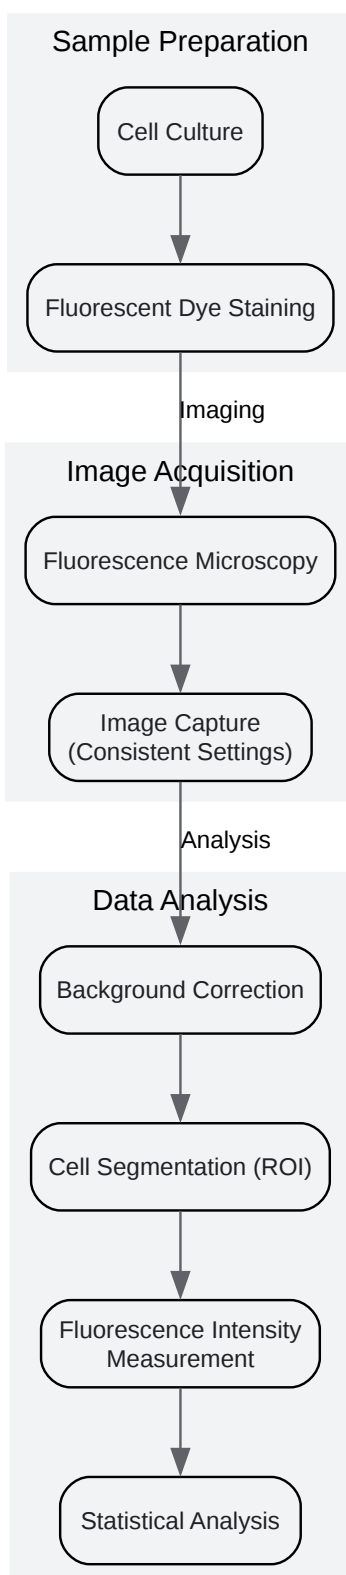 Sample Preparation
Cell Culture
Fluorescent Dye Staining
Imaging
Image Acquisition
Fluorescence Microscopy
Image Capture
(Consistent Settings)
Analysis
Data Analysis
Background Correction
Cell Segmentation (ROI)
Fluorescence Intensity
Measurement
Statistical Analysis